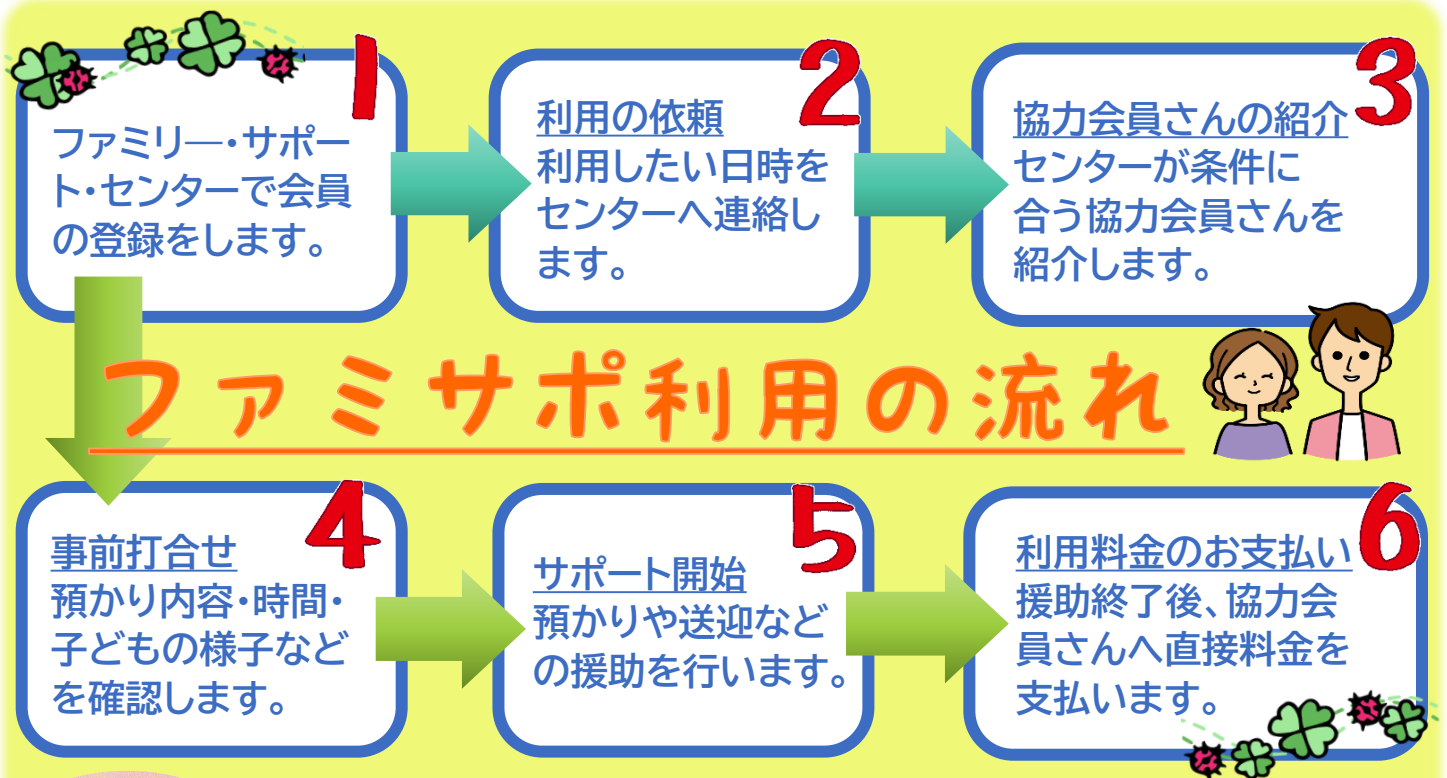 1
ファミリ―・サポー
ト・センターで会員
の登録をします。
2
利用の依頼
利用したい日時を
センターへ連絡し
ます。
3
協力会員さんの紹介
センターが条件に
合う協力会員さんを
紹介します。
ファミサポ利用の流れ
4
事前打合せ
預かり内容・時間・
子どもの様子など
を確認します。
5
サポート開始
預かりや送迎など
の援助を行います。
6
利用料金のお支払い
援助終了後、協力会
員さんへ直接料金を
支払います。